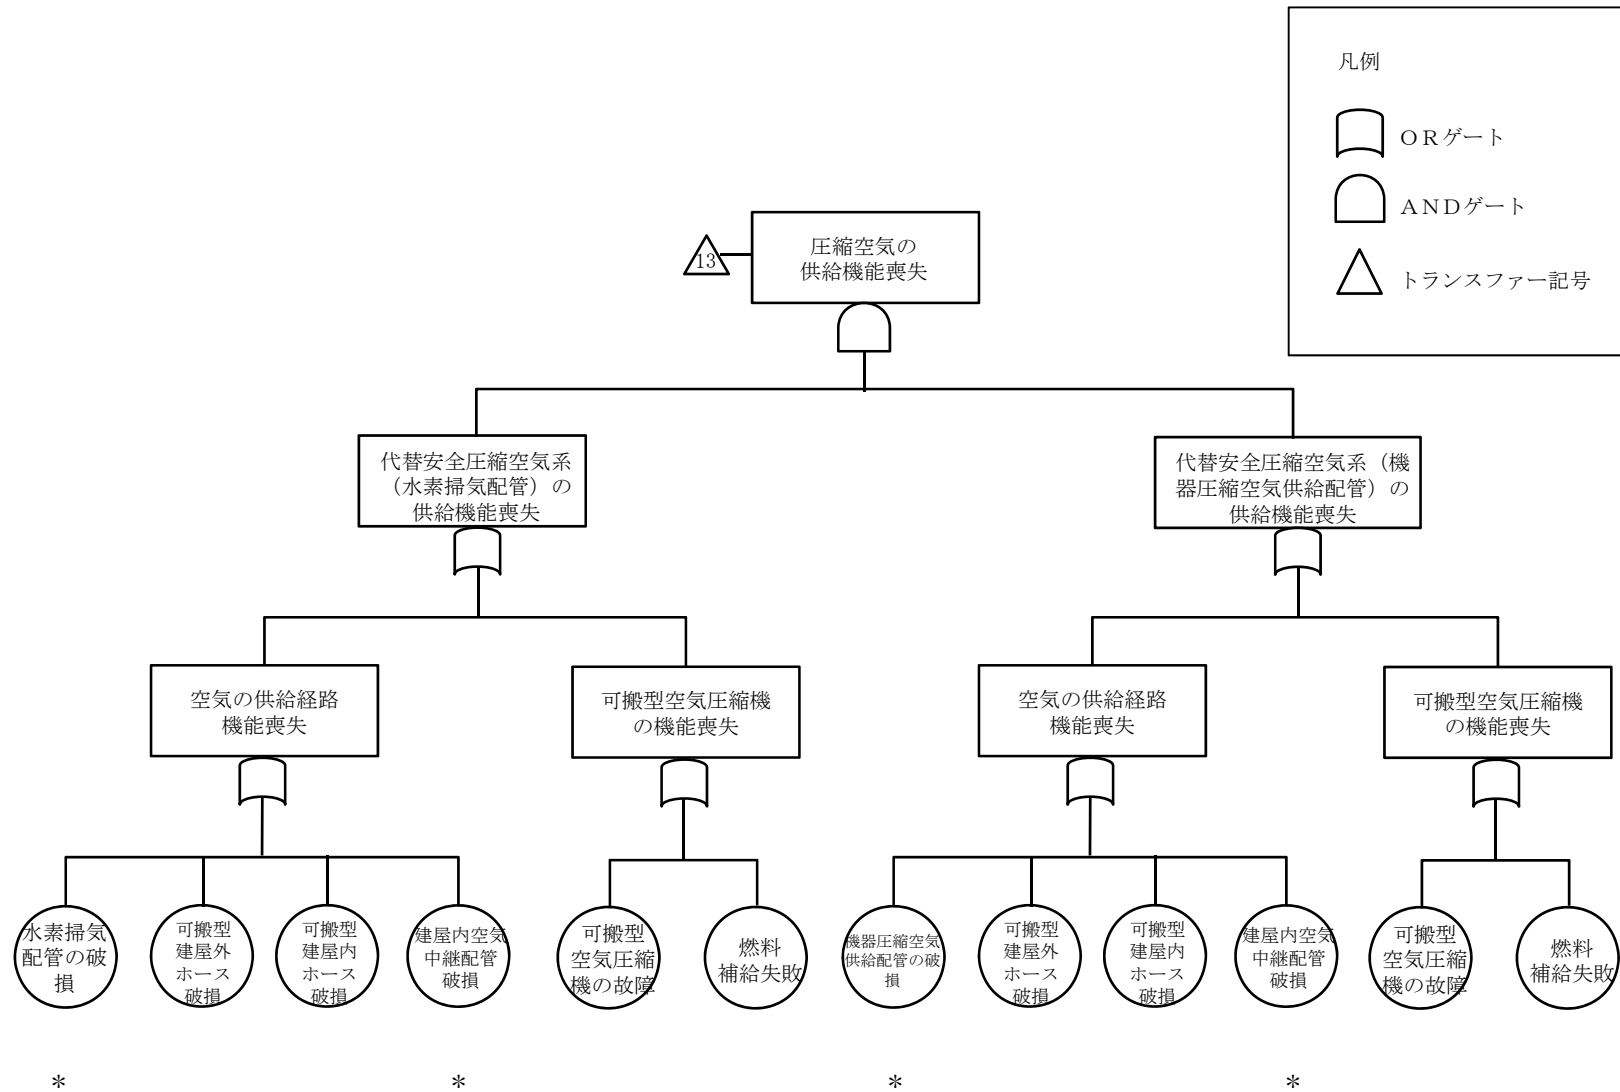 凡例
ORゲート
ANDゲート
トランスファー記号
13
圧縮空気の
供給機能喪失
代替安全圧縮空気系
（水素掃気配管）の
供給機能喪失
代替安全圧縮空気系（機
器圧縮空気供給配管）の
供給機能喪失
空気の供給経路
機能喪失
可搬型空気圧縮機
の機能喪失
空気の供給経路
機能喪失
可搬型空気圧縮機
の機能喪失
水素掃気
配管の破
損
可搬型
建屋外
ホース
破損
可搬型
建屋内
ホース
破損
建屋内空気
中継配管
破損
可搬型
空気圧縮
機の故障
燃料
補給失敗
機器圧縮空気
供給配管の破
損
可搬型
建屋外
ホース
破損
可搬型
建屋内
ホース
破損
建屋内空気
中継配管
破損
可搬型
空気圧縮
機の故障
燃料
補給失敗
＊
＊
＊
＊